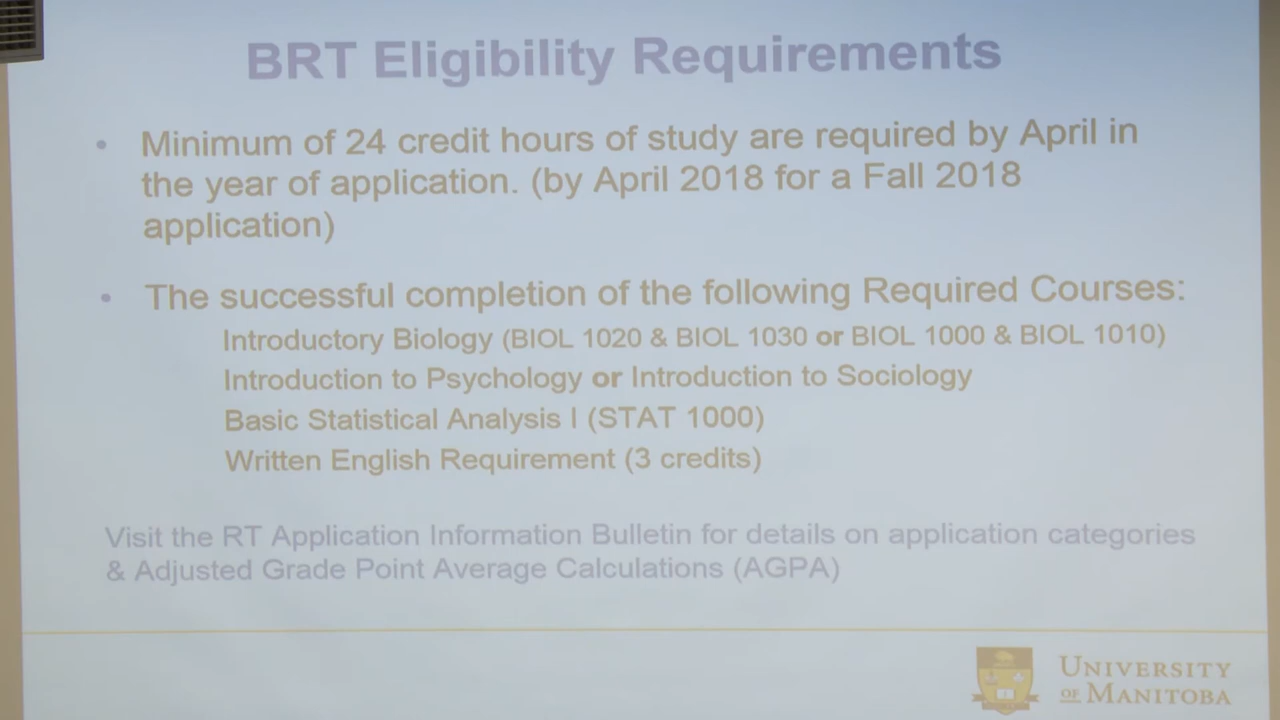 BRT Eligibility Requirements
• Minimum of 24 credit hours of study are required by April in
the year of application. (by April 2018 for a Fall 2018
application)
• The successful completion of the following Required Courses:
Introductory Biology (BIOL 1020 & BIOL 1030 or BIOL 1000 & BIOL 1010)
Introduction to Psychology or Introduction to Sociology
Basic Statistical Analysis I (STAT 1000)
Written English Requirement (3 credits)
Visit the RT Application Information Bulletin for details on application categories
& Adjusted Grade Point Average Calculations (AGPA)
UNIVERSITY
OF MANITOBA